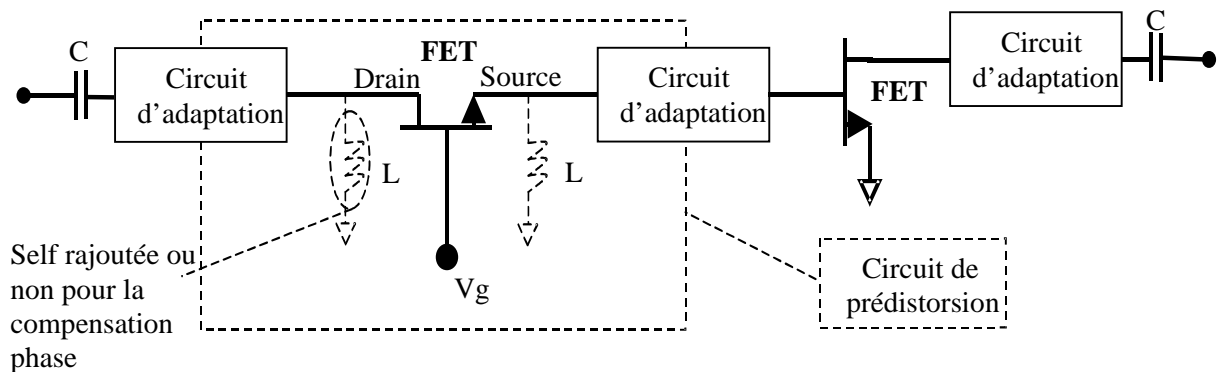 C
Circuit
d’adaptation
Drain
FET
Source
Circuit
d’adaptation
FET
Circuit
d’adaptation
C
L
L
Vg
Self rajoutée ou
non pour la
compensation
phase
Circuit de
prédistorsion